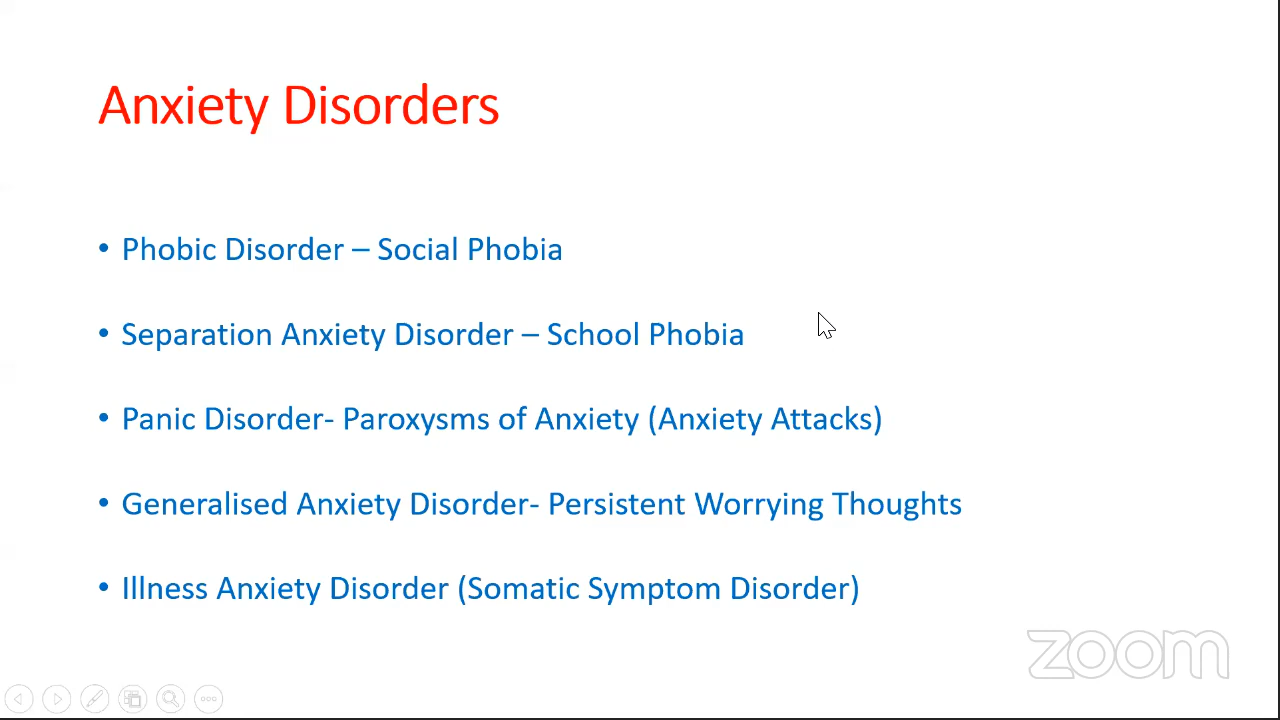 Anxiety Disorders
• Phobic Disorder – Social Phobia
• Separation Anxiety Disorder – School Phobia
• Panic Disorder- Paroxysms of Anxiety (Anxiety Attacks)
• Generalised Anxiety Disorder- Persistent Worrying Thoughts
• Illness Anxiety Disorder (Somatic Symptom Disorder)
zoom